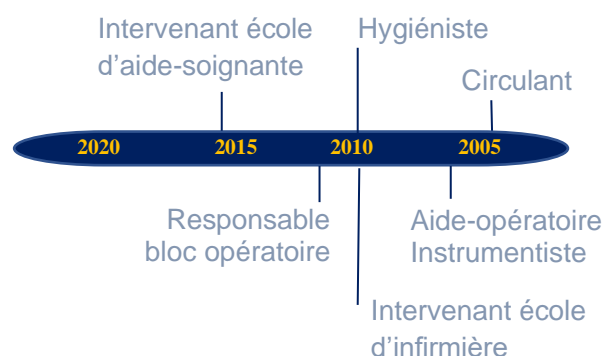 Intervenant école
d'aide-soignante
Hygiéniste
Circulant
2020 2015 2010 2005
Responsable
bloc opératoire
Aide-opératoire
Instrumentiste
Intervenant école
d'infirmière